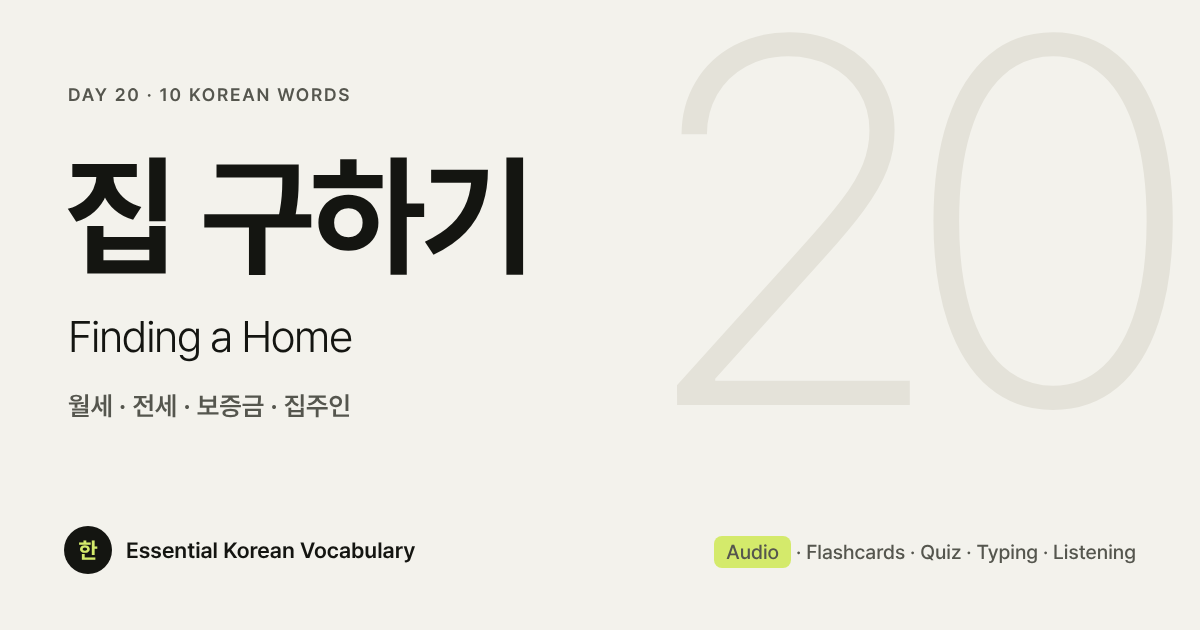 DAY 20 · 10 KOREAN WORDS
20
집 구하기
Finding a Home
월세 · 전세 · 보증금 · 집주인
한 Essential Korean Vocabulary
Audio · Flashcards · Quiz · Typing · Listening